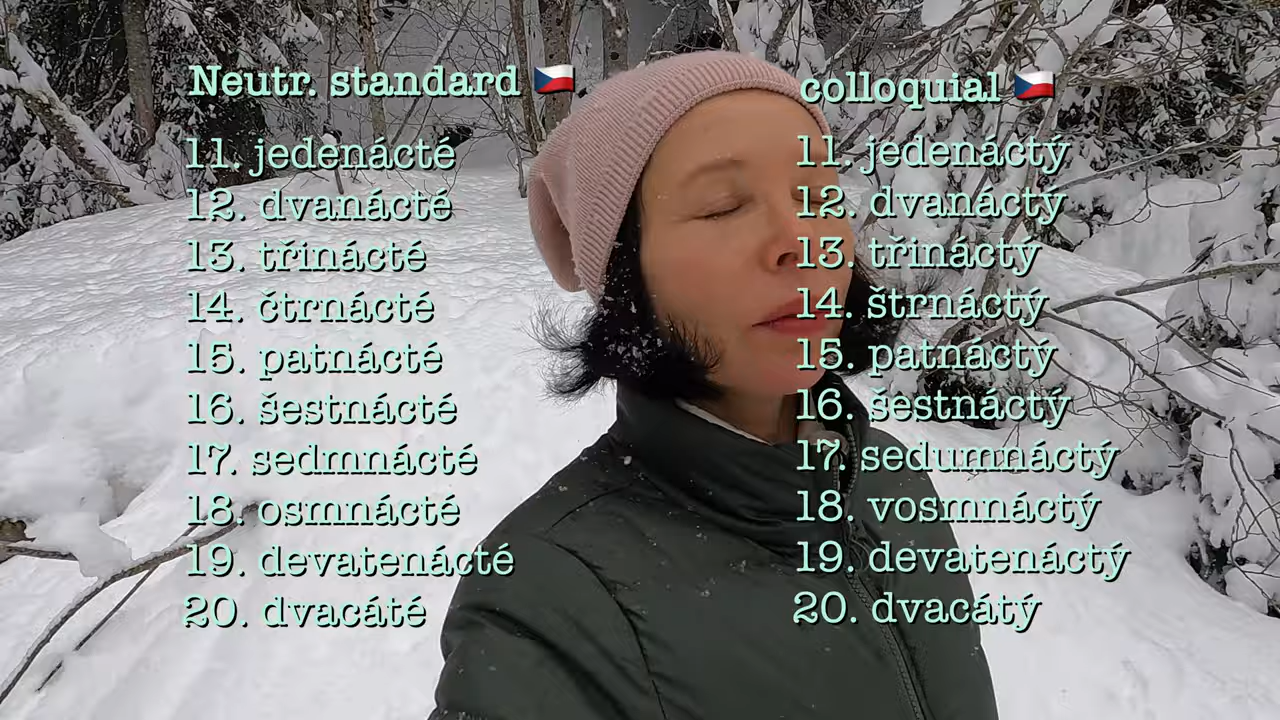 Neutr. standard 🇨🇿
11. jedenácté
12. dvanácté
13. třinácté
14. čtrnácté
15. patnácté
16. šestnácté
17. sedmnácté
18. osmnácté
19. devatenácté
20. dvacáté
colloquial 🇨🇿
11. jedenáctý
12. dvanáctý
13. třináctý
14. štrnáctý
15. patnáctý
16. šestnáctý
17. sedumnáctý
18. vosmnáctý
19. devatenáctý
20. dvacátý